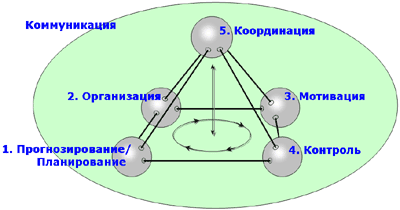 Коммуникация
5. Координация
2. Организация
3. Мотивация
1. Прогнозирование/
Планирование
4. Контроль